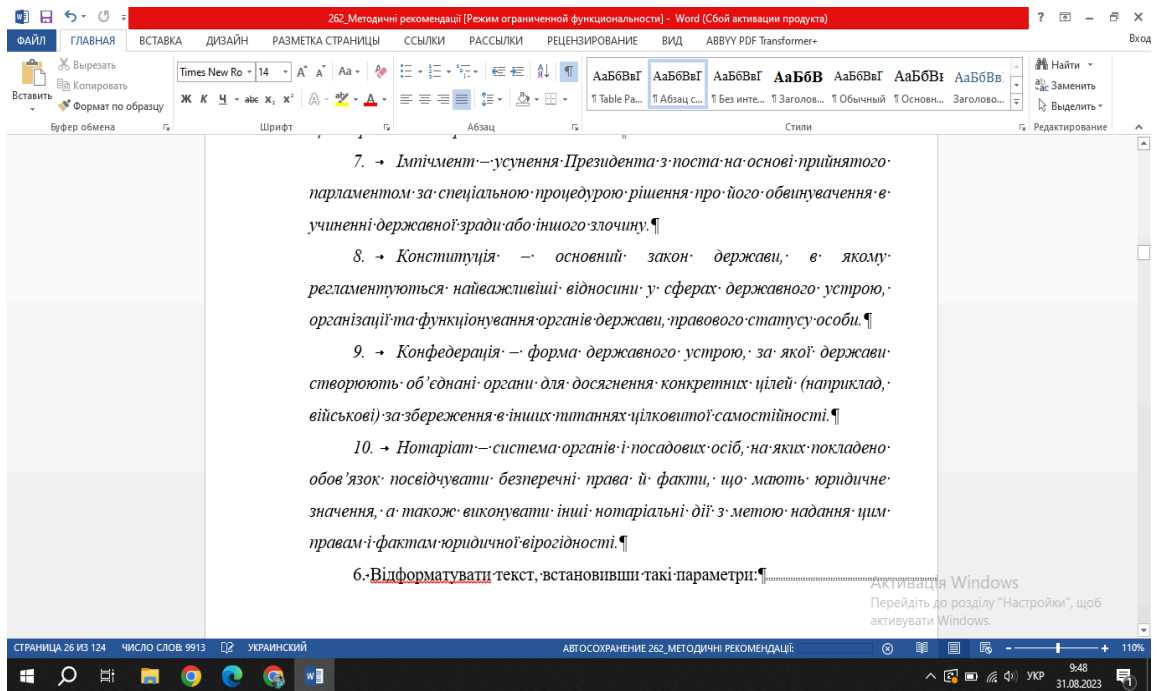 262_Методичні рекомендації [Режим ограниченной функциональности] - Word (Сбой активации продукта)
ФАЙЛ ГЛАВНАЯ ВСТАВКА ДИЗАЙН РАЗМЕТКА СТРАНИЦЫ ССЫЛКИ РАССЫЛКИ РЕЦЕНЗИРОВАНИЕ ВИД ABBYY PDF Transformer+ Вход
Вставить
Вырезать
Копировать
Формат по образцу
Буфер обмена
Times New Ro 14
Ж К Ч abc x₂ x²
Шрифт
Абзац
АаБбВвГ АаБбВвГ АаБбВвГ АаБбВ АаБбВвГ АаБбВı АаБбВв
¶ Table Pa... ¶ Абзац с... ¶ Без инте... ¶ Заголов... ¶ Обычный ¶ Основн... Заголово...
Стили
Найти
Заменить
Выделить
Редактирование
7. Імпічмент – усунення Президента з поста на основі прийнятого
парламентом за спеціальною процедурою рішення про його обвинувачення в
учиненні державної зради або іншого злочину.¶
8. Конституція – основний закон держави, в якому
регламентуються найважливіші відносини у сферах державного устрою,
організації та функціонування органів держави, правового статусу особи.¶
9. Конфедерація – форма державного устрою, за якої держави
створюють об’єднані органи для досягнення конкретних цілей (наприклад,
військові) за збереження в інших питаннях цілковитої самостійності.¶
10. Нотаріат – система органів і посадових осіб, на яких покладено
обов’язок посвідчувати безперечні права й факти, що мають юридичне
значення, а також виконувати інші нотаріальні дії з метою надання цим
правам і фактам юридичної вірогідності.¶
6. Відформатувати текст, встановивши такі параметри:¶
Активація Windows
Перейдіть до розділу "Настройки", щоб
активувати Windows.
СТРАНИЦА 26 ИЗ 124 ЧИСЛО СЛОВ: 9913 УКРАИНСКИЙ АВТОСОХРАНЕНИЕ 262_МЕТОДИЧНІ РЕКОМЕНДАЦІЇ: 110%
УКР 9:48
31.08.2023